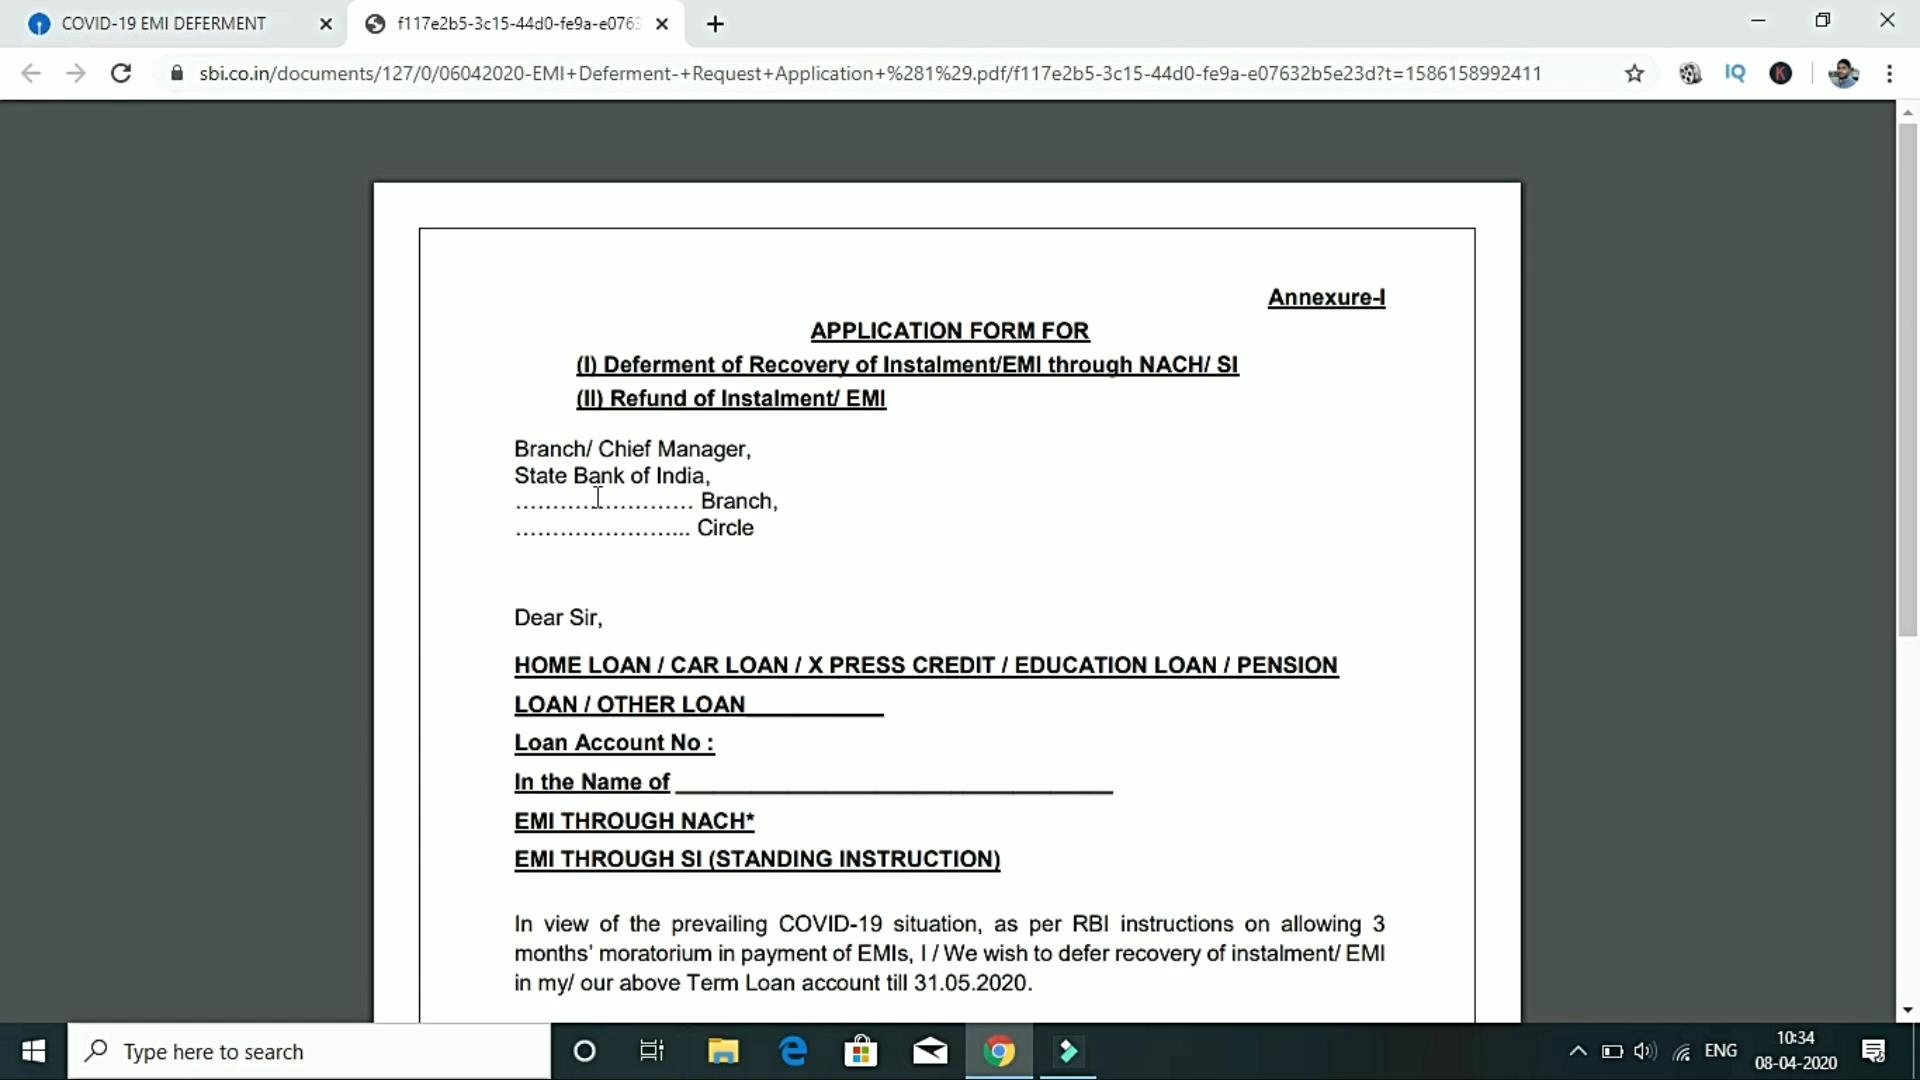 COVID-19 EMI DEFERMENT
f117e2b5-3c15-44d0-fe9a-e0763
sbi.co.in/documents/127/0/06042020-EMI+Deferment-+Request+Application+%281%29.pdf/f117e2b5-3c15-44d0-fe9a-e07632b5e23d?t=1586158992411
IQ
K
Annexure-I
APPLICATION FORM FOR
(I) Deferment of Recovery of Instalment/EMI through NACH/ SI
(II) Refund of Instalment/ EMI
Branch/ Chief Manager,
State Bank of India,
........................ Branch,
........................ Circle
Dear Sir,
HOME LOAN / CAR LOAN / X PRESS CREDIT / EDUCATION LOAN / PENSION
LOAN / OTHER LOAN___________
Loan Account No :
In the Name of ___________________________________
EMI THROUGH NACH*
EMI THROUGH SI (STANDING INSTRUCTION)
In view of the prevailing COVID-19 situation, as per RBI instructions on allowing 3
months' moratorium in payment of EMIs, I / We wish to defer recovery of instalment/ EMI
in my/ our above Term Loan account till 31.05.2020.
Type here to search
ENG
10:34
08-04-2020